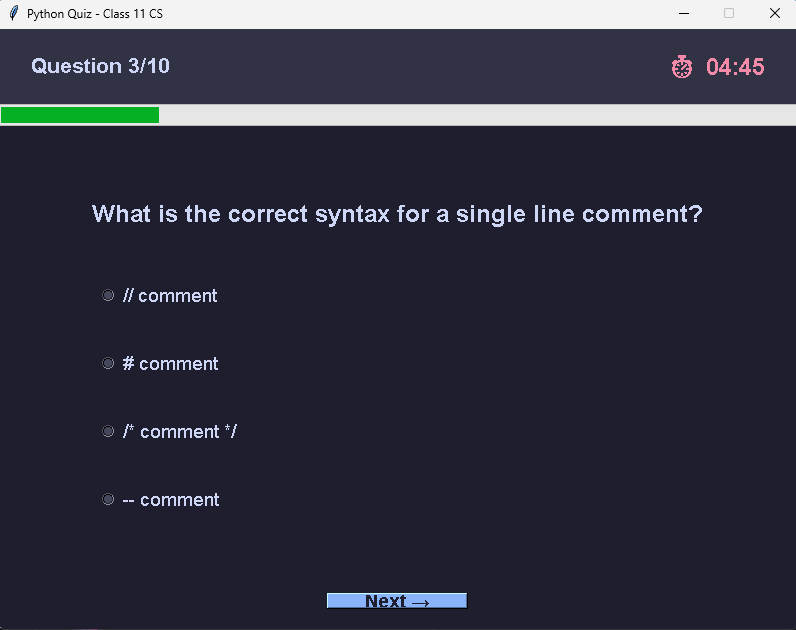 Python Quiz - Class 11 CS
Question 3/10
⏱ 04:45
What is the correct syntax for a single line comment?
// comment
# comment
/* comment */
-- comment
Next →